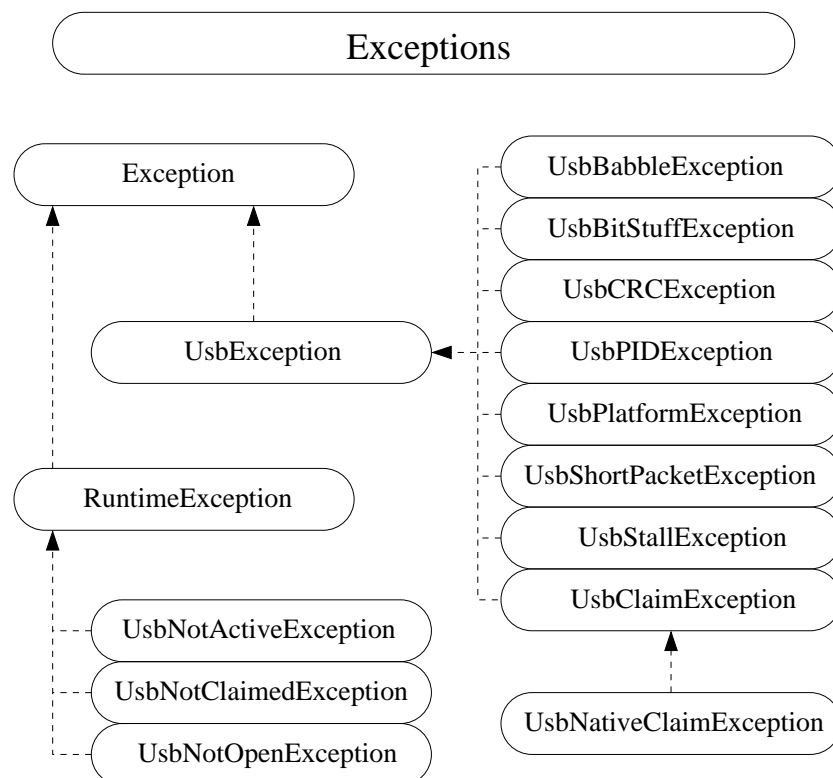 Exceptions
Exception
UsbException
RuntimeException
UsbNotActiveException
UsbNotClaimedException
UsbNotOpenException
UsbBabbleException
UsbBitStuffException
UsbCRCException
UsbPIDException
UsbPlatformException
UsbShortPacketException
UsbStallException
UsbClaimException
UsbNativeClaimException